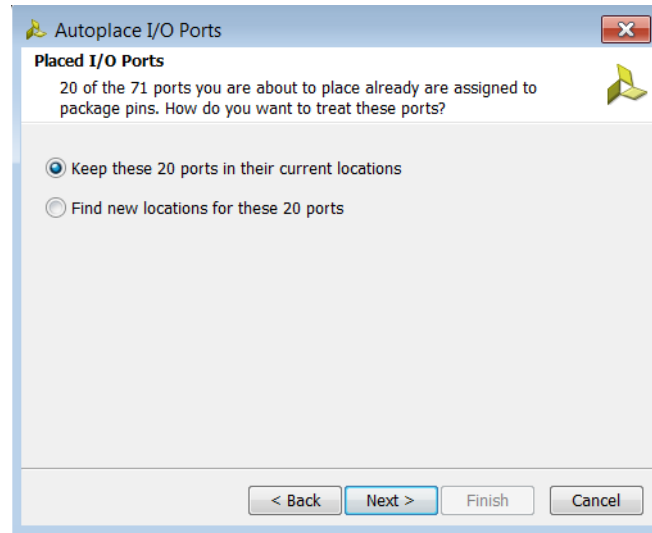 Autoplace I/O Ports
Placed I/O Ports
20 of the 71 ports you are about to place already are assigned to
package pins. How do you want to treat these ports?
Keep these 20 ports in their current locations
Find new locations for these 20 ports
< Back Next > Finish Cancel